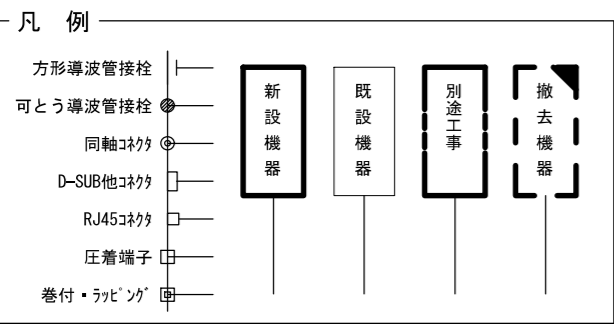 凡 例
方形導波管接栓
可とう導波管接栓
同軸ｺﾈｸﾀ
D-SUB他ｺﾈｸﾀ
RJ45ｺﾈｸﾀ
圧着端子
巻付・ﾗｯﾋﾟﾝｸﾞ
新設機器
既設機器
別途工事
撤去機器